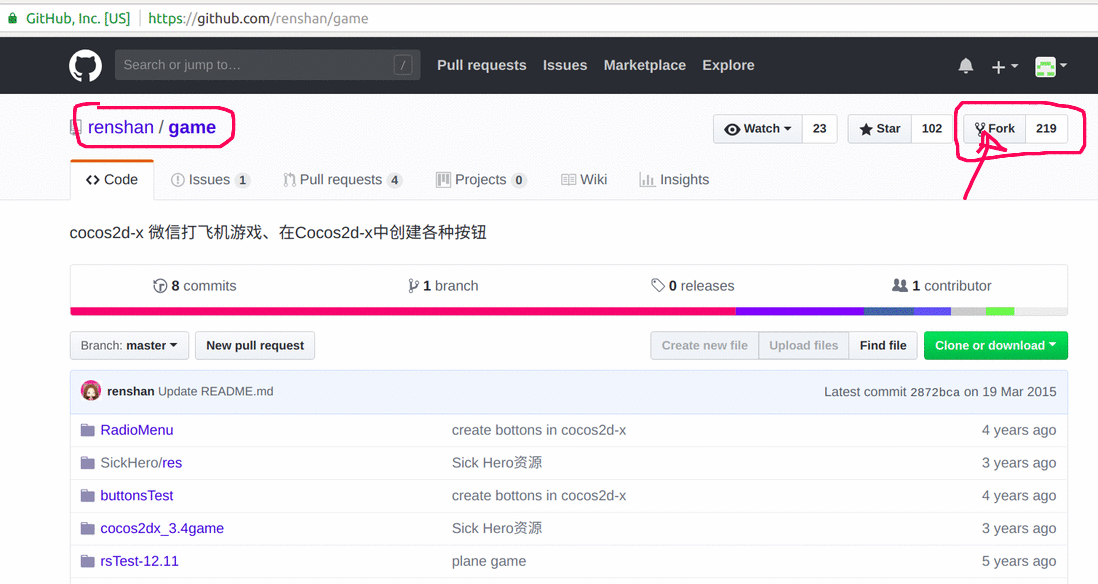 GitHub, Inc. [US] https://github.com/renshan/game
Search or jump to… / Pull requests Issues Marketplace Explore
renshan / game Watch 23 Star 102 Fork 219
Code Issues 1 Pull requests 4 Projects 0 Wiki Insights
cocos2d-x 微信打飞机游戏、在Cocos2d-x中创建各种按钮
8 commits 1 branch 0 releases 1 contributor
Branch: master New pull request Create new file Upload files Find file Clone or download
renshan Update README.md Latest commit 2872bca on 19 Mar 2015
RadioMenu create bottons in cocos2d-x 4 years ago
SickHero/res Sick Hero资源 3 years ago
buttonsTest create bottons in cocos2d-x 4 years ago
cocos2dx_3.4game Sick Hero资源 3 years ago
rsTest-12.11 plane game 5 years ago